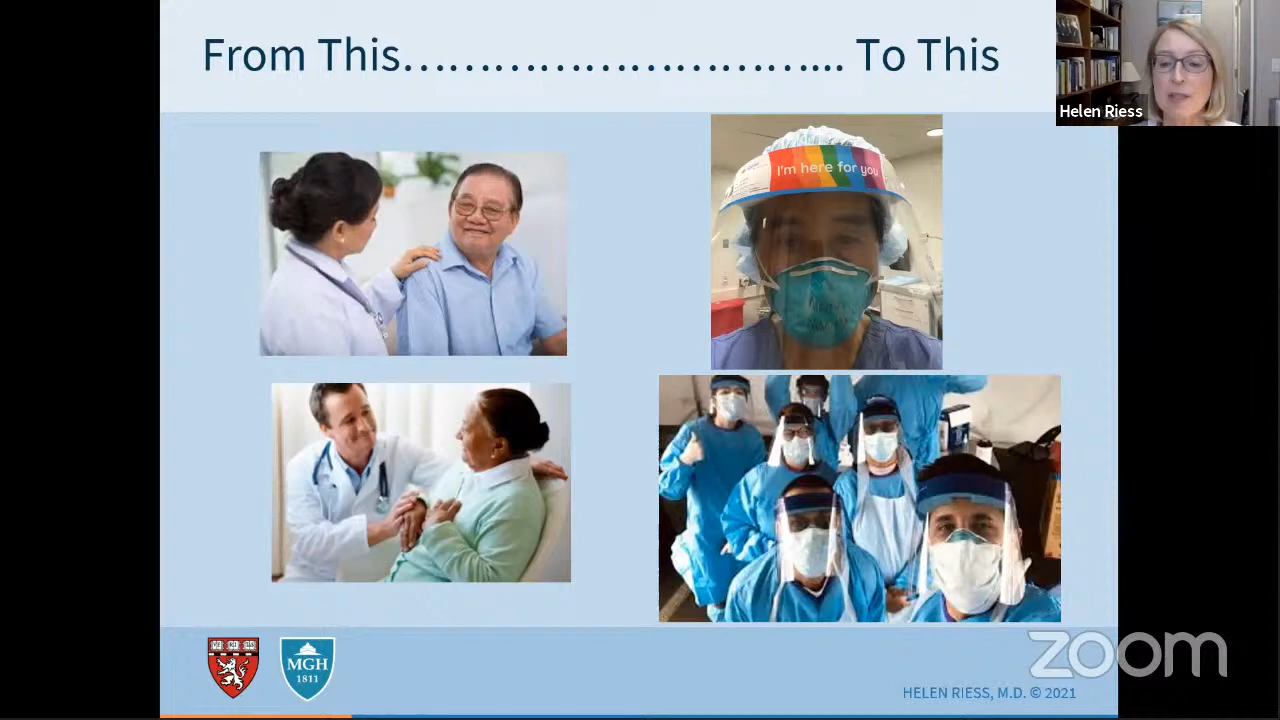 From This……………………………... To This
Helen Riess
I'm here for you
MGH
1811
zoom
HELEN RIESS, M.D. © 2021